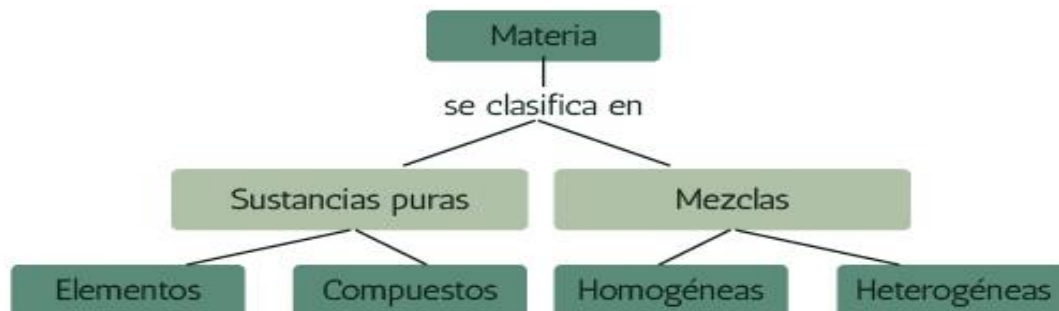 Materia
se clasifica en
Sustancias puras
Mezclas
Elementos
Compuestos
Homogéneas
Heterogéneas